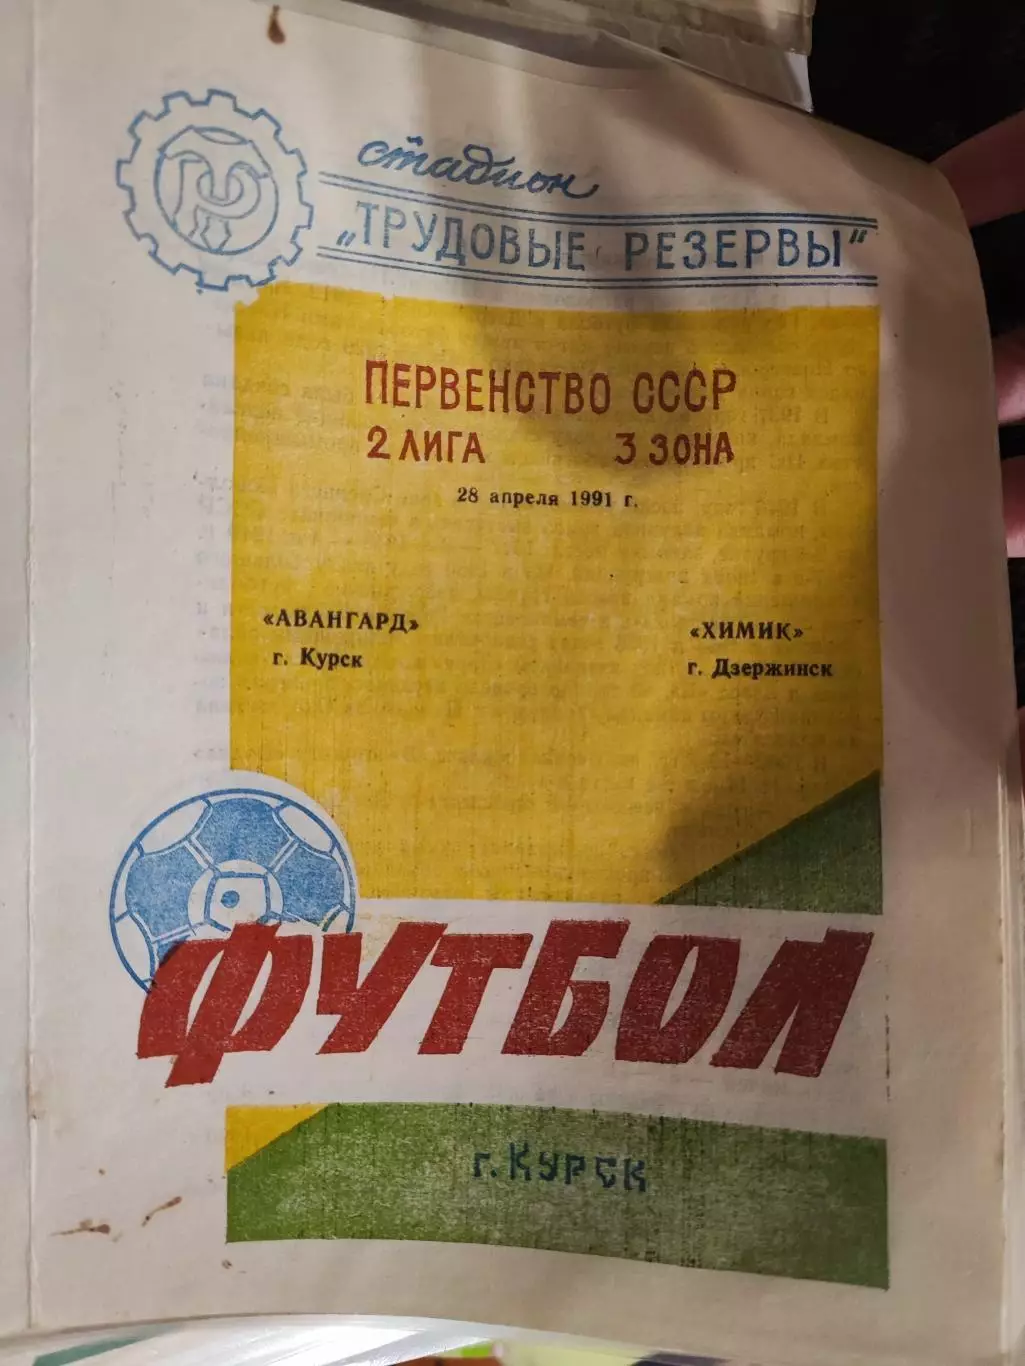 стадион
„ТРУДОВЫЕ РЕЗЕРВЫ"
ПЕРВЕНСТВО СССР
2 ЛИГА 3 ЗОНА
28 апреля 1991 г.
«АВАНГАРД» «ХИМИК»
г. Курск г. Дзержинск
ФУТБОЛ
г. КУРСК